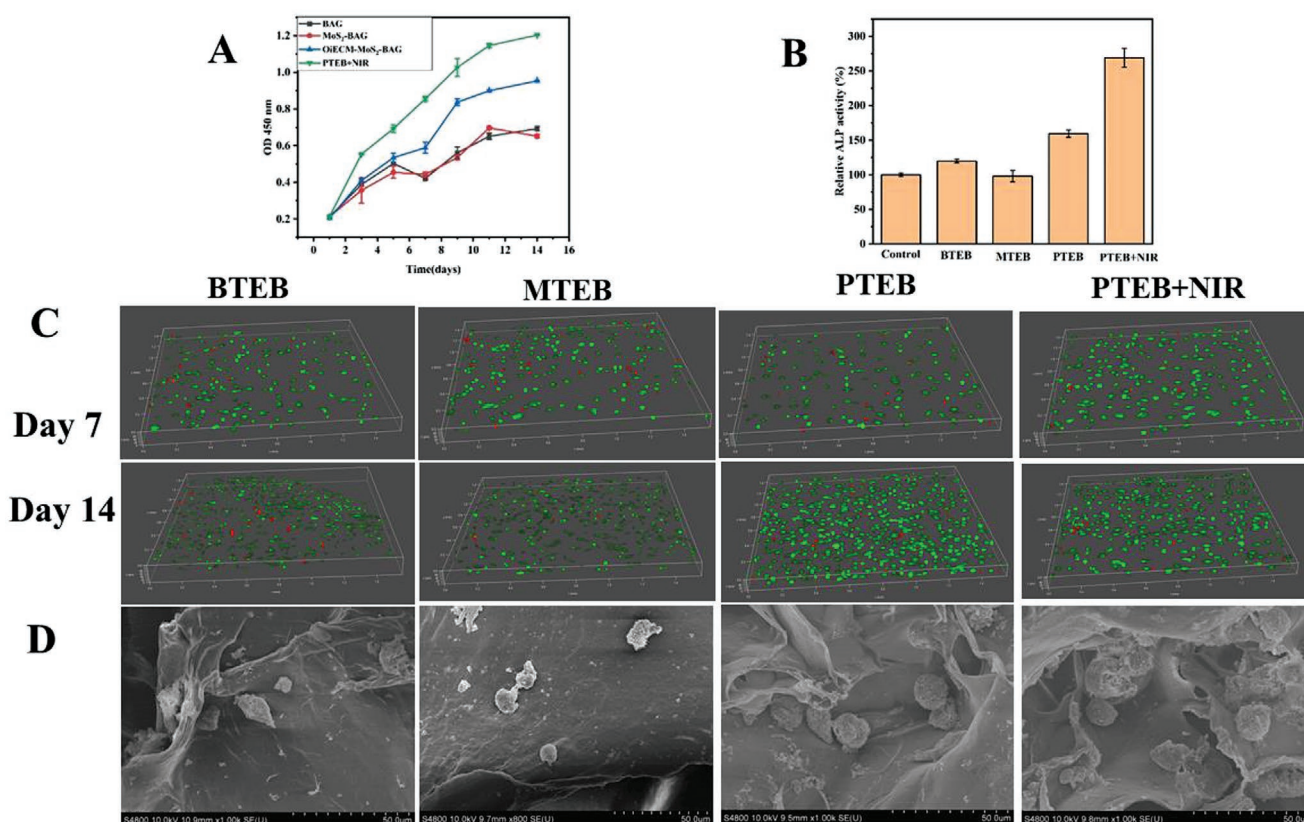 A
BAG
MoS₂-BAG
OiECM-MoS₂-BAG
PTEB+NIR
1.2
1.0
0.8
0.6
0.4
0.2
OD 450 nm
0 2 4 6 8 10 12 14 16
Time(days)
B
300
250
200
150
100
50
0
Relative ALP activity (%)
Control BTEB MTEB PTEB PTEB+NIR
BTEB MTEB PTEB PTEB+NIR
C
Day 7
Day 14
D
S4800 10.0kV 10.9mm x1.00k SE(U) 50.0um
S4800 10.0kV 9.7mm x800 SE(U) 50.0um
S4800 10.0kV 9.5mm x1.00k SE(U) 50.0um
S4800 10.0kV 9.8mm x1.00k SE(U) 50.0um